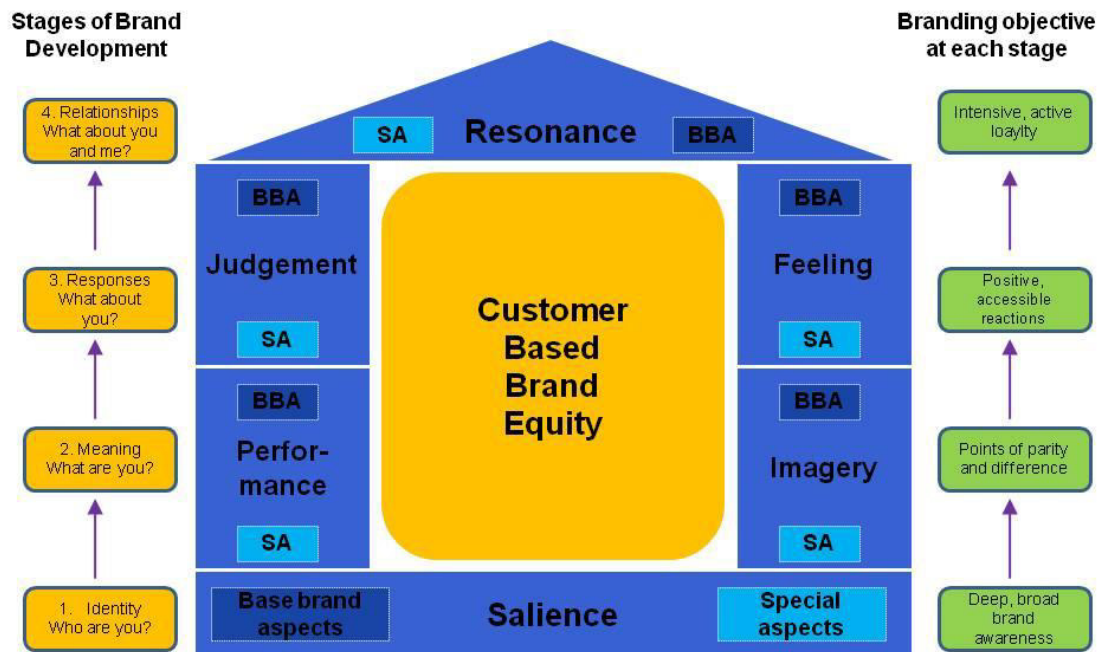 Stages of Brand
Development
4. Relationships
What about you
and me?
3. Responses
What about
you?
2. Meaning
What are you?
1. Identity
Who are you?
SA
Resonance
BBA
BBA
Judgement
SA
BBA
Perfor-
mance
SA
Customer
Based
Brand
Equity
BBA
Feeling
SA
BBA
Imagery
SA
Base brand
aspects
Salience
Special
aspects
Branding objective
at each stage
Intensive, active
loaylty
Positive,
accessible
reactions
Points of parity
and difference
Deep, broad
brand
awareness